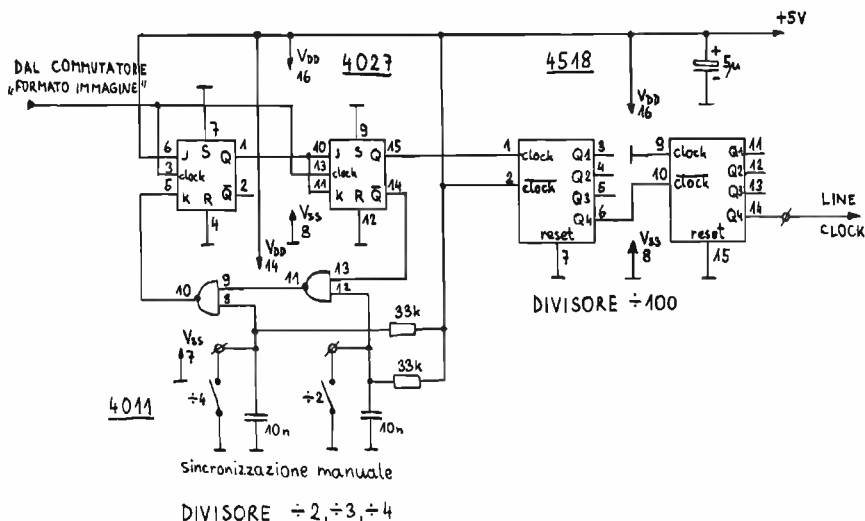 +5V
VDD
16
4027
4518
+
5µ
-
DAL COMMUTATORE
"FORMATO IMMAGINE"
7
6 J S Q 1
3 clock
5 K R Q̅ 2
4
9
10 J S Q 15
13 clock
11 K R Q̅ 14
12
VSS
8
VDD
14
VDD
16
1 clock Q1 3
2 c̅l̅o̅c̅k̅ Q2 4
Q3 5
Q4 6
reset
7
9 clock Q1 11
10 c̅l̅o̅c̅k̅ Q2 12
Q3 13
Q4 14
reset
15
VSS
8
LINE
CLOCK
DIVISORE ÷100
10 9
8
11 13
12
33k
33k
VSS
7
4011
÷4
10n
÷2
10n
sincronizzazione manuale
DIVISORE ÷2,÷3,÷4